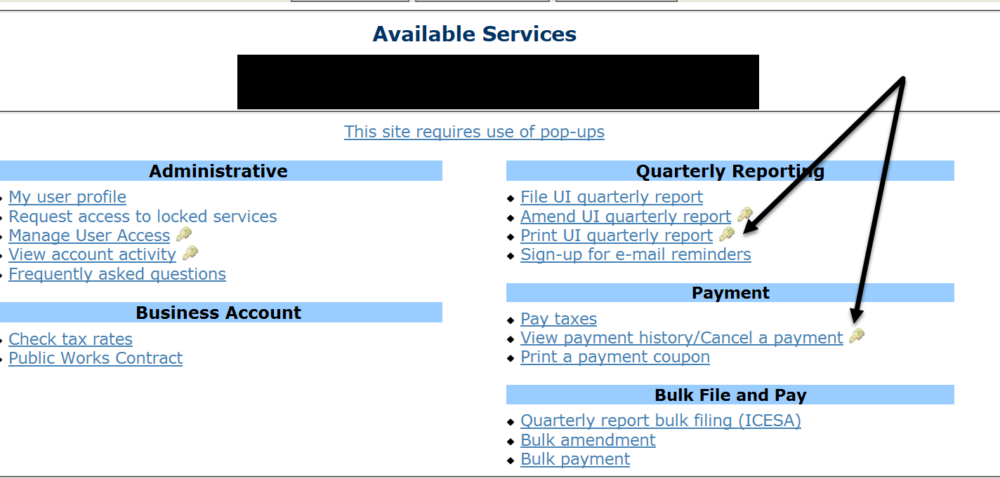 Available Services
This site requires use of pop-ups
Administrative
My user profile
Request access to locked services
Manage User Access
View account activity
Frequently asked questions
Business Account
Check tax rates
Public Works Contract
Quarterly Reporting
File UI quarterly report
Amend UI quarterly report
Print UI quarterly report
Sign-up for e-mail reminders
Payment
Pay taxes
View payment history/Cancel a payment
Print a payment coupon
Bulk File and Pay
Quarterly report bulk filing (ICESA)
Bulk amendment
Bulk payment